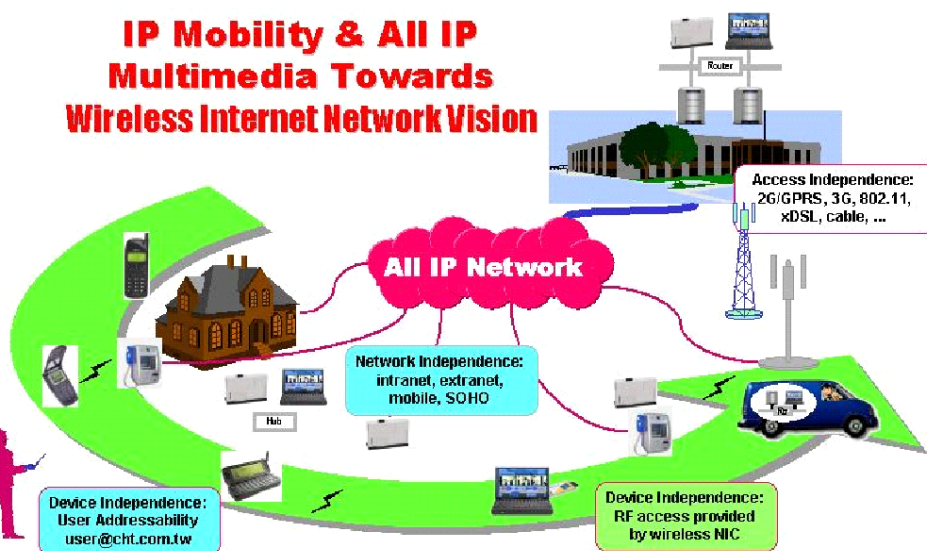 IP Mobility & All IP
Multimedia Towards
Wireless Internet Network Vision
Router
Access Independence:
2G/GPRS, 3G, 802.11,
xDSL, cable, ...
All IP Network
Network Independence:
intranet, extranet,
mobile, SOHO
Hub
Device Independence:
User Addressability
user@cht.com.tw
Device Independence:
RF access provided
by wireless NIC